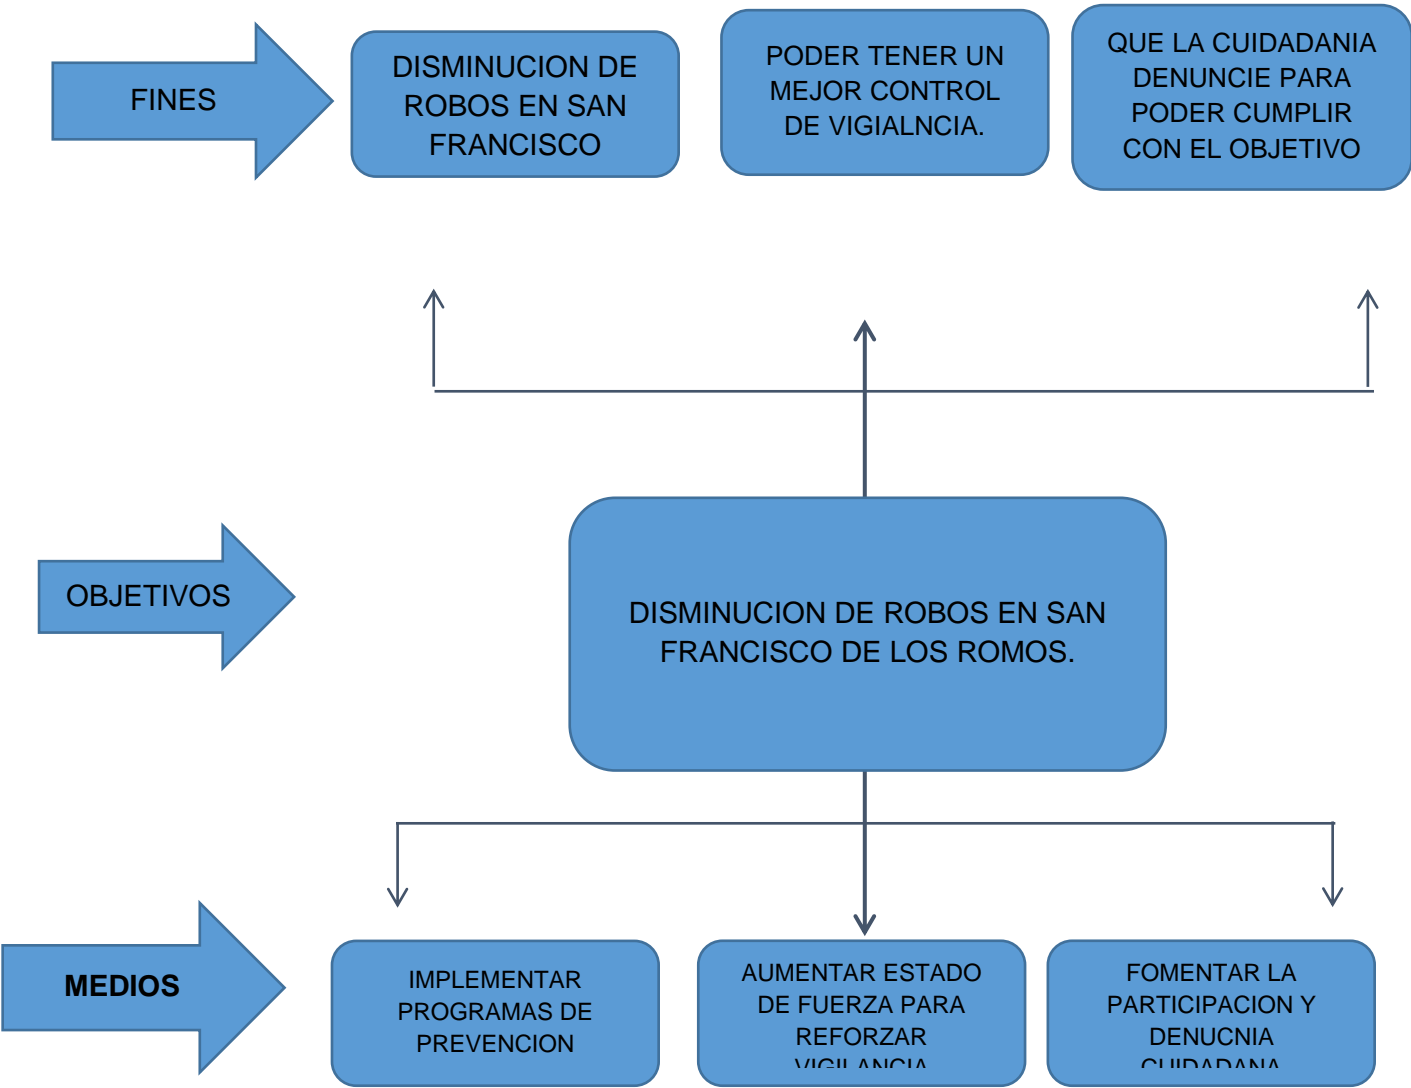 FINES
DISMINUCION DE
ROBOS EN SAN
FRANCISCO
PODER TENER UN
MEJOR CONTROL
DE VIGIALNCIA.
QUE LA CUIDADANIA
DENUNCIE PARA
PODER CUMPLIR
CON EL OBJETIVO
OBJETIVOS
DISMINUCION DE ROBOS EN SAN
FRANCISCO DE LOS ROMOS.
MEDIOS
IMPLEMENTAR
PROGRAMAS DE
PREVENCION
AUMENTAR ESTADO
DE FUERZA PARA
REFORZAR
VIGILANCIA
FOMENTAR LA
PARTICIPACION Y
DENUCNIA
CUIDADANA